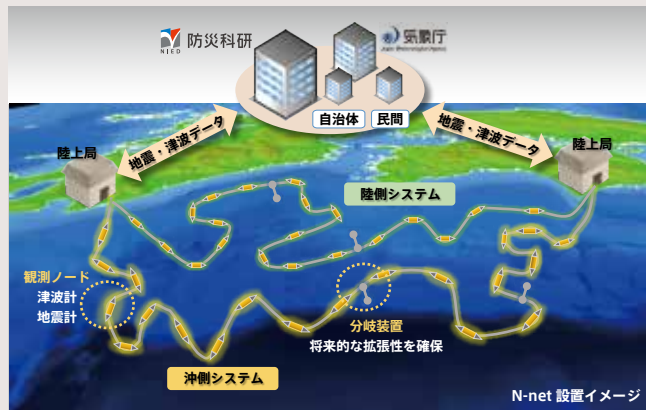 防災科研
NIED
気象庁
Japan Meteorological Agency
自治体
民間
地震・津波データ
地震・津波データ
陸上局
陸上局
陸側システム
観測ノード
津波計
地震計
分岐装置
将来的な拡張性を確保
沖側システム
N-net 設置イメージ